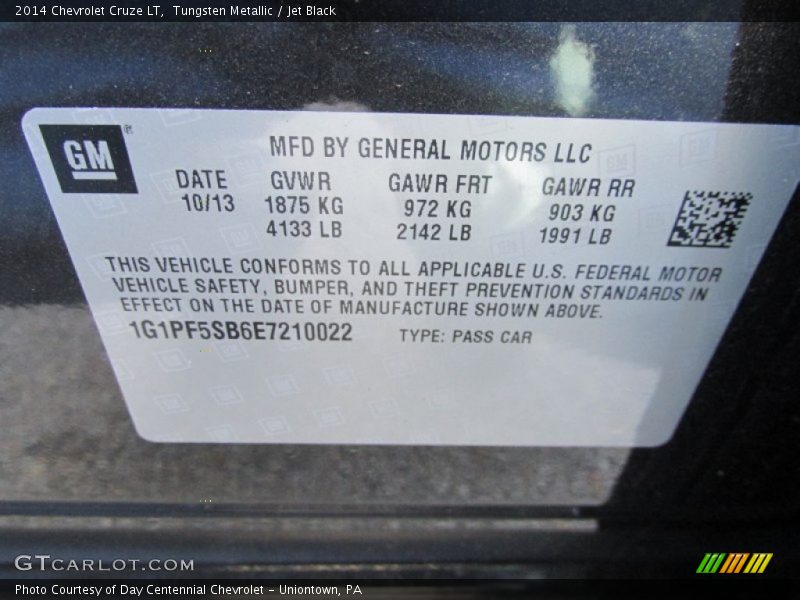 2014 Chevrolet Cruze LT, Tungsten Metallic / Jet Black
GM®
MFD BY GENERAL MOTORS LLC
DATE GVWR GAWR FRT GAWR RR
10/13 1875 KG 972 KG 903 KG
4133 LB 2142 LB 1991 LB
THIS VEHICLE CONFORMS TO ALL APPLICABLE U.S. FEDERAL MOTOR
VEHICLE SAFETY, BUMPER, AND THEFT PREVENTION STANDARDS IN
EFFECT ON THE DATE OF MANUFACTURE SHOWN ABOVE.
1G1PF5SB6E7210022 TYPE: PASS CAR
GTCARLOT.COM
Photo Courtesy of Day Centennial Chevrolet – Uniontown, PA